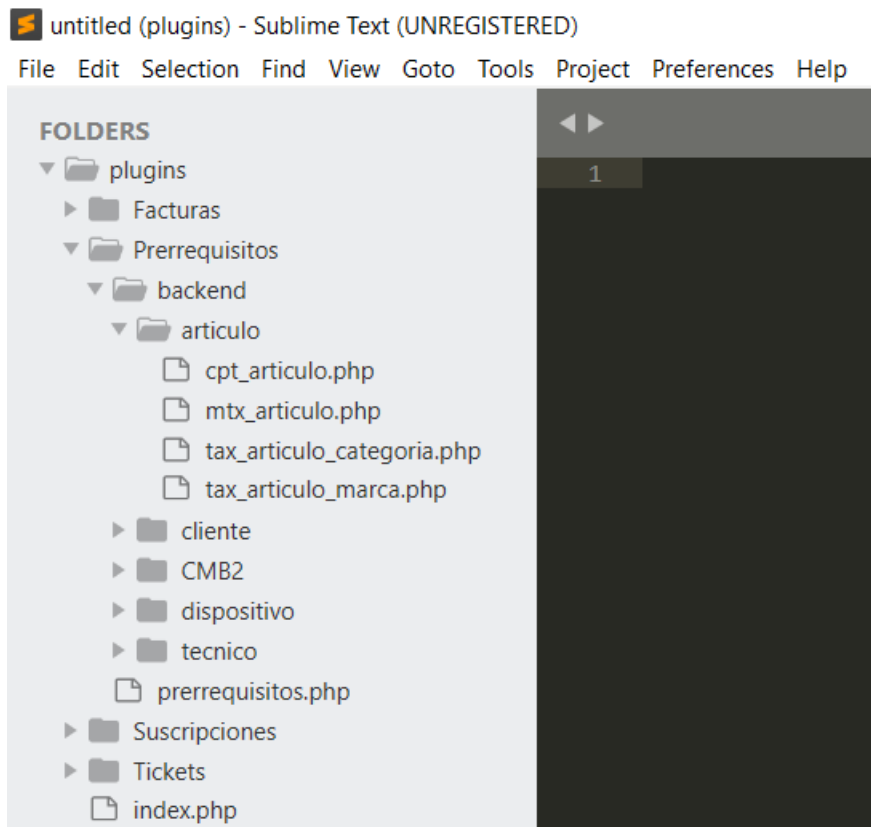 untitled (plugins) - Sublime Text (UNREGISTERED)
File Edit Selection Find View Goto Tools Project Preferences Help
FOLDERS
plugins
Facturas
Prerrequisitos
backend
articulo
cpt_articulo.php
mtx_articulo.php
tax_articulo_categoria.php
tax_articulo_marca.php
cliente
CMB2
dispositivo
tecnico
prerrequisitos.php
Suscripciones
Tickets
index.php
1